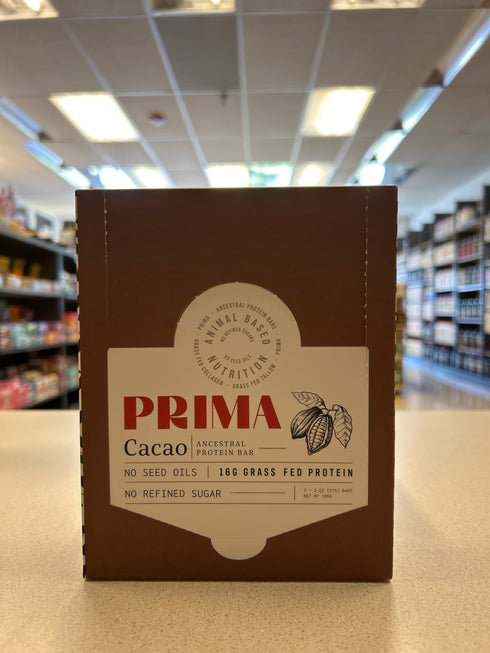 PRIMA · ANCESTRAL PROTEIN BARS · PRIMA · GRASS FED TALLOW · GRASS FED COLLAGEN ·
ANIMAL BASED NUTRITION
NO REFINED SUGARS
NO SEED OILS
PRIMA
Cacao
ANCESTRAL
PROTEIN BAR
NO SEED OILS | 16G GRASS FED PROTEIN
NO REFINED SUGAR